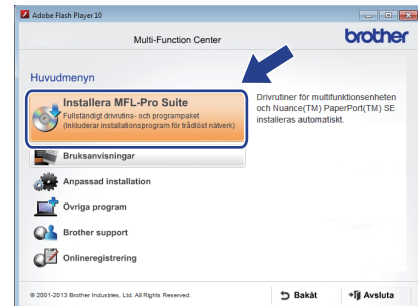 Adobe Flash Player 10
Multi-Function Center
brother
Huvudmenyn
Installera MFL-Pro Suite
Fullständigt drivrutins- och programpaket
(Inkluderar installationsprogram för trådlöst nätverk)
Drivrutiner för multifunktionsenheten
och Nuance(TM) PaperPort(TM) SE
installeras automatiskt.
Bruksanvisningar
Anpassad installation
Övriga program
Brother support
Onlineregistrering
© 2001-2013 Brother Industries, Ltd. All Rights Reserved.
Bakåt
Avsluta